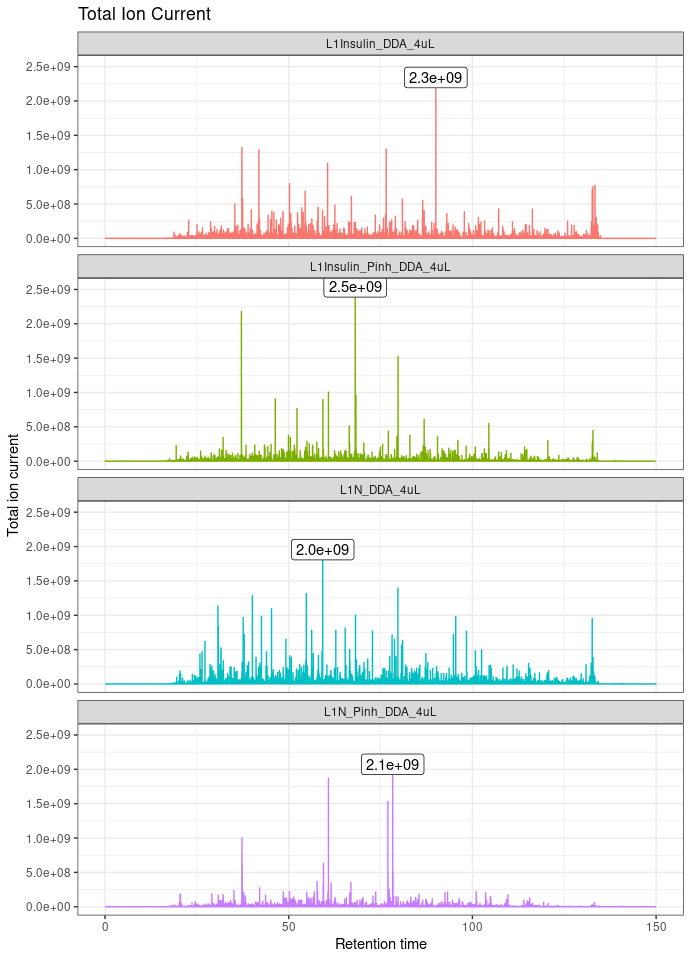 Total Ion Current
L1Insulin_DDA_4uL
2.5e+09
2.0e+09
1.5e+09
1.0e+09
5.0e+08
0.0e+00
2.3e+09
L1Insulin_Pinh_DDA_4uL
2.5e+09
2.0e+09
1.5e+09
1.0e+09
5.0e+08
0.0e+00
2.5e+09
L1N_DDA_4uL
2.5e+09
2.0e+09
1.5e+09
1.0e+09
5.0e+08
0.0e+00
2.0e+09
L1N_Pinh_DDA_4uL
2.5e+09
2.0e+09
1.5e+09
1.0e+09
5.0e+08
0.0e+00
2.1e+09
0 50 100 150
Retention time
Total ion current